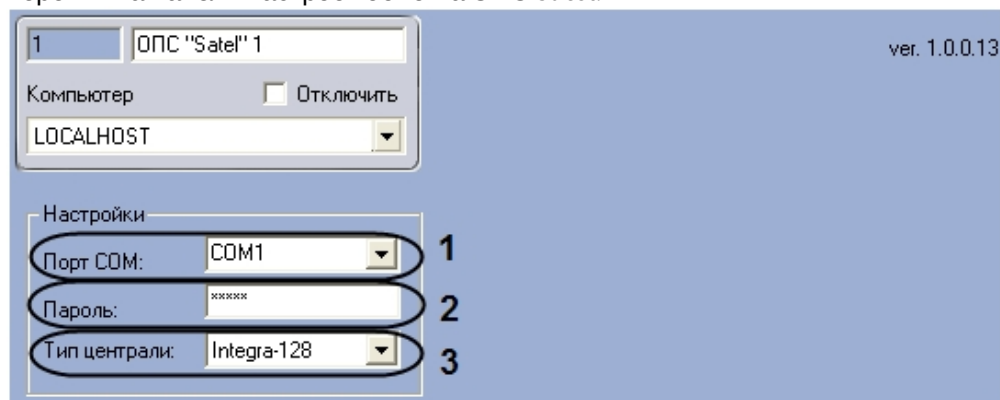 1 ОПС "Satel" 1
ver. 1.0.0.13
Компьютер Отключить
LOCALHOST
Настройки
Порт COM: COM1 1
Пароль: ***** 2
Тип централи: Integra-128 3